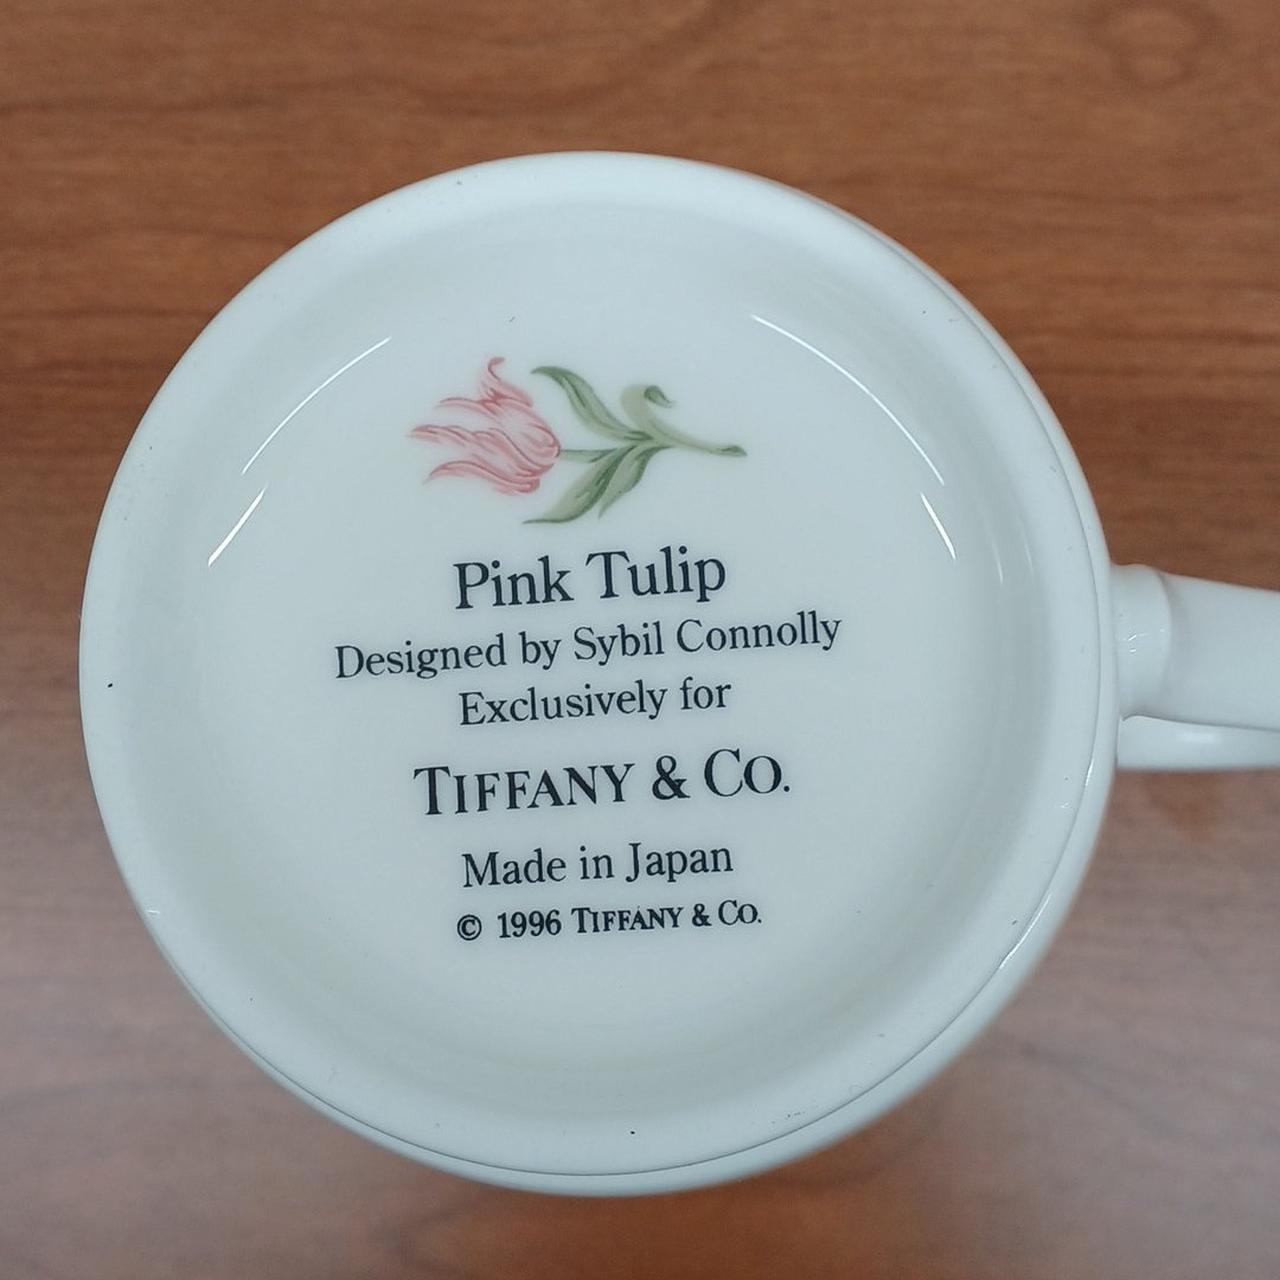 Pink Tulip
Designed by Sybil Connolly
Exclusively for
TIFFANY & CO.
Made in Japan
© 1996 TIFFANY & CO.